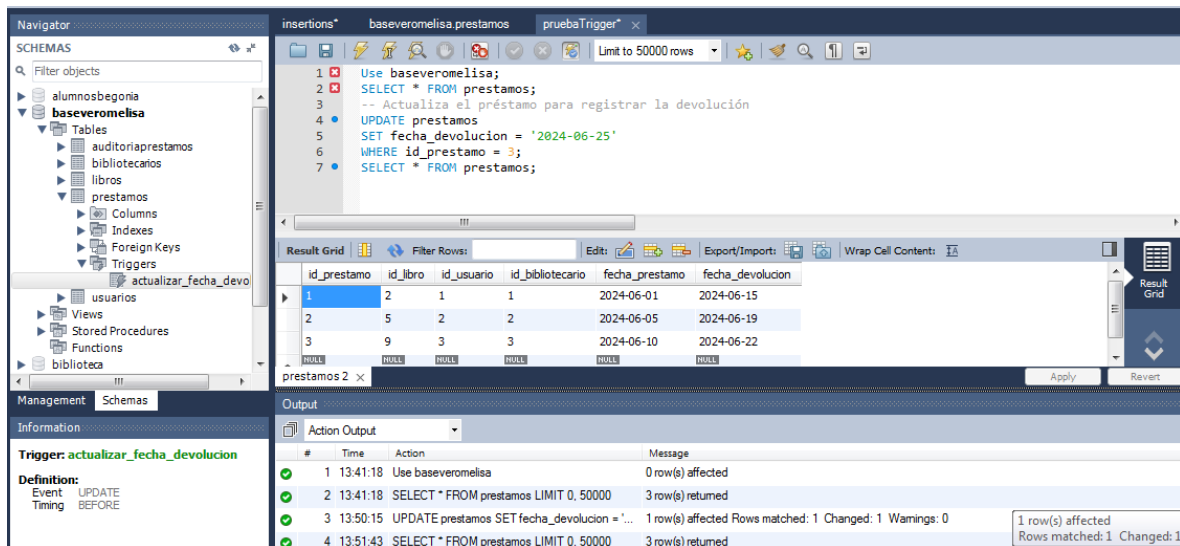 Navigator
SCHEMAS
Filter objects
alumnosbegonia
baseveromelisa
Tables
auditoriaprestamos
bibliotecarios
libros
prestamos
Columns
Indexes
Foreign Keys
Triggers
actualizar_fecha_devo
usuarios
Views
Stored Procedures
Functions
biblioteca
Management Schemas
Information
Trigger: actualizar_fecha_devolucion
Definition:
Event UPDATE
Timing BEFORE
insertions* baseveromelisa.prestamos pruebaTrigger*
Limit to 50000 rows
1 Use baseveromelisa;
2 SELECT * FROM prestamos;
3 -- Actualiza el préstamo para registrar la devolución
4 UPDATE prestamos
5 SET fecha_devolucion = '2024-06-25'
6 WHERE id_prestamo = 3;
7 SELECT * FROM prestamos;
Result Grid Filter Rows: Edit: Export/Import: Wrap Cell Content:
id_prestamo id_libro id_usuario id_bibliotecario fecha_prestamo fecha_devolucion
1 2 1 1 2024-06-01 2024-06-15
2 5 2 2 2024-06-05 2024-06-19
3 9 3 3 2024-06-10 2024-06-22
NULL NULL NULL NULL NULL NULL
Result
Grid
prestamos 2
Apply Revert
Output
Action Output
# Time Action Message
1 13:41:18 Use baseveromelisa 0 row(s) affected
2 13:41:18 SELECT * FROM prestamos LIMIT 0, 50000 3 row(s) returned
3 13:50:15 UPDATE prestamos SET fecha_devolucion = '... 1 row(s) affected Rows matched: 1 Changed: 1 Warnings: 0
4 13:51:43 SELECT * FROM prestamos LIMIT 0, 50000 3 row(s) returned
1 row(s) affected
Rows matched: 1 Changed: 1